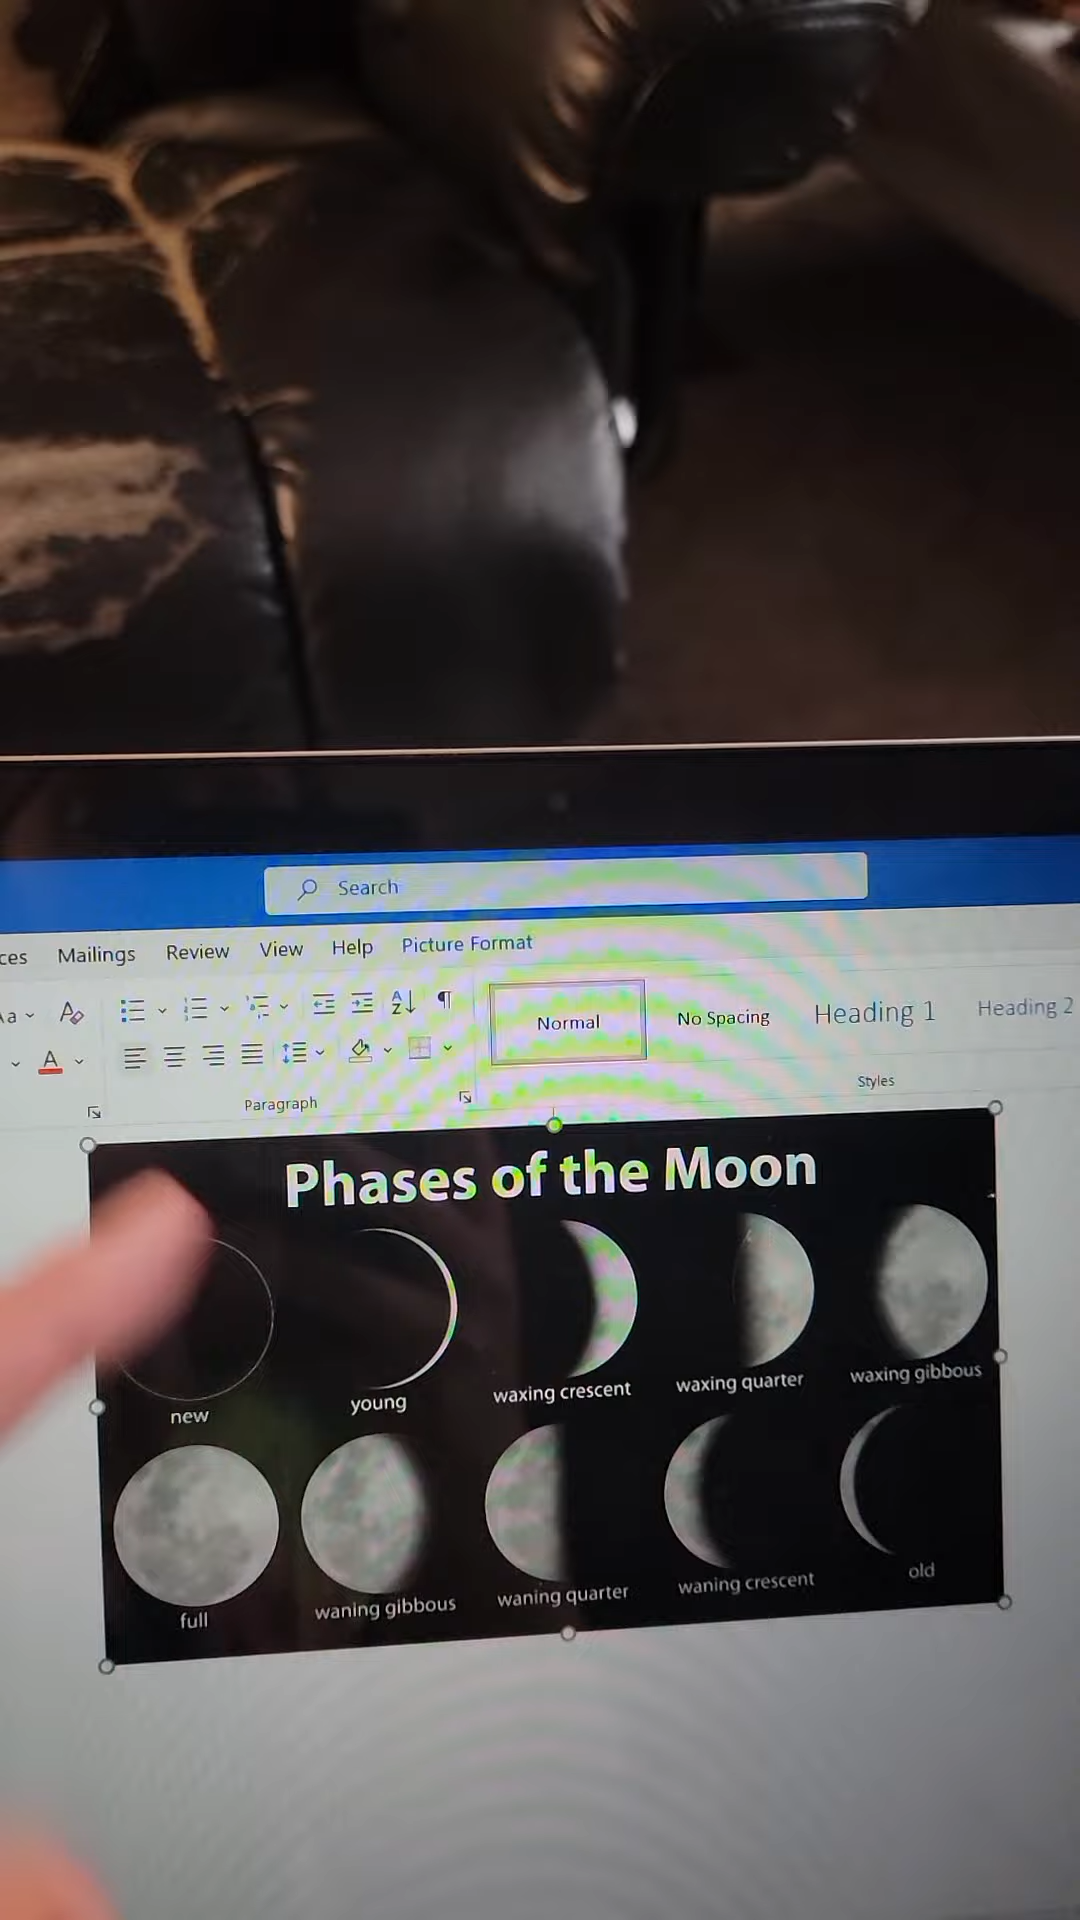 Search
ces Mailings Review View Help Picture Format
Normal No Spacing Heading 1 Heading 2
Paragraph Styles
Phases of the Moon
new young waxing crescent waxing quarter waxing gibbous
full waning gibbous waning quarter waning crescent old